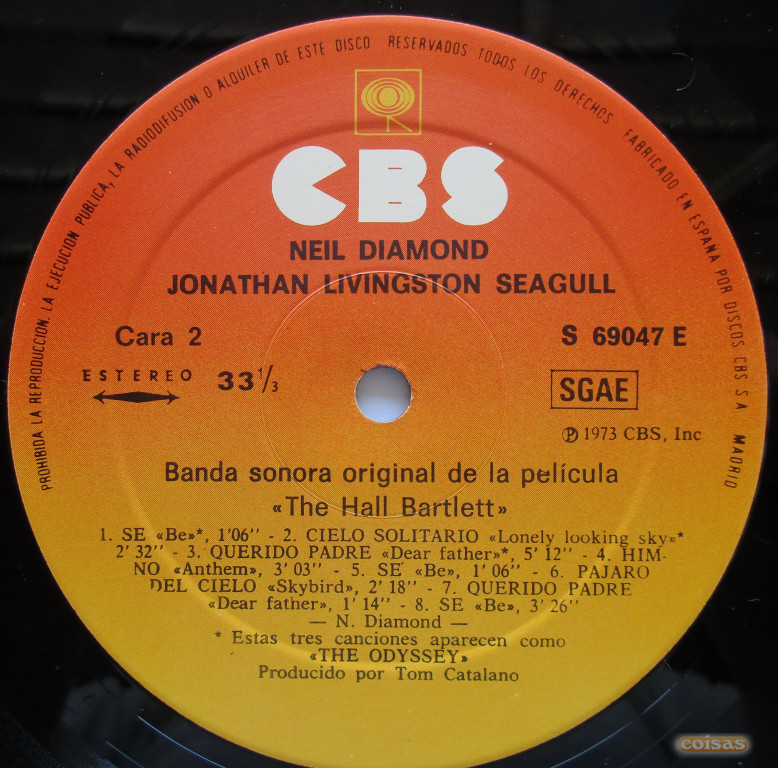 PROHIBIDA LA REPRODUCCION. LA EJECUCION PUBLICA, LA RADIODIFUSION O ALQUILER DE ESTE DISCO RESERVADOS TODOS LOS DERECHOS FABRICADO EN ESPAÑA POR DISCOS CBS S A MADRID
CBS
NEIL DIAMOND
JONATHAN LIVINGSTON SEAGULL
Cara 2
S 69047 E
ESTEREO
33 1/3
SGAE
Ⓟ 1973 CBS, Inc
Banda sonora original de la película
«The Hall Bartlett»
1. SE «Be»*, 1'06'' - 2. CIELO SOLITARIO «Lonely looking sky»*
2' 32'' - 3. QUERIDO PADRE «Dear father»*, 5' 12'' - 4. HIM-
NO «Anthem», 3' 03'' - 5. SE «Be», 1' 06'' - 6. PAJARO
DEL CIELO «Skybird», 2' 18'' - 7. QUERIDO PADRE
«Dear father», 1' 14'' - 8. SE «Be», 3' 26''
— N. Diamond —
* Estas tres canciones aparecen como
«THE ODYSSEY»
Producido por Tom Catalano
coisas